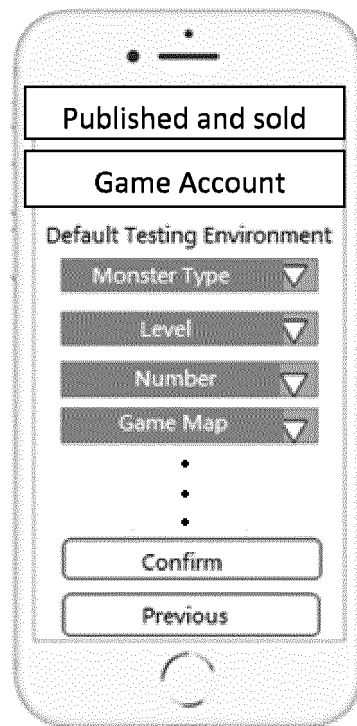 Published and sold
Game Account
Default Testing Environment
Monster Type
Level
Number
Game Map
Confirm
Previous